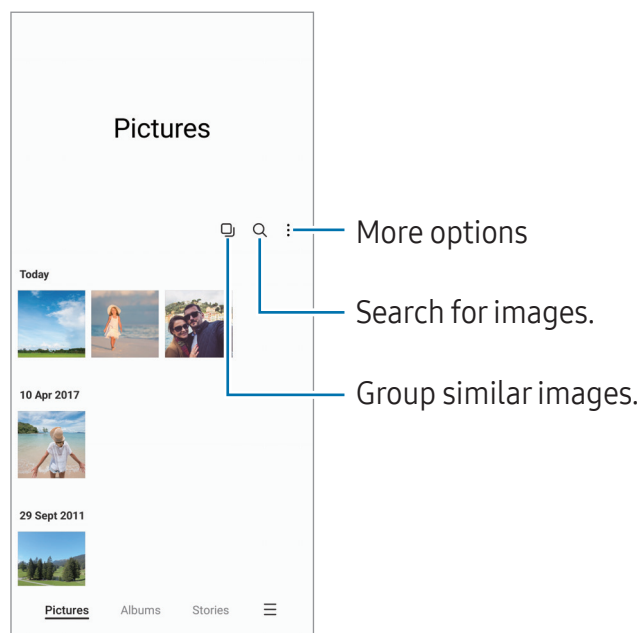 Pictures
More options
Today
Search for images.
Group similar images.
10 Apr 2017
29 Sept 2011
Pictures Albums Stories